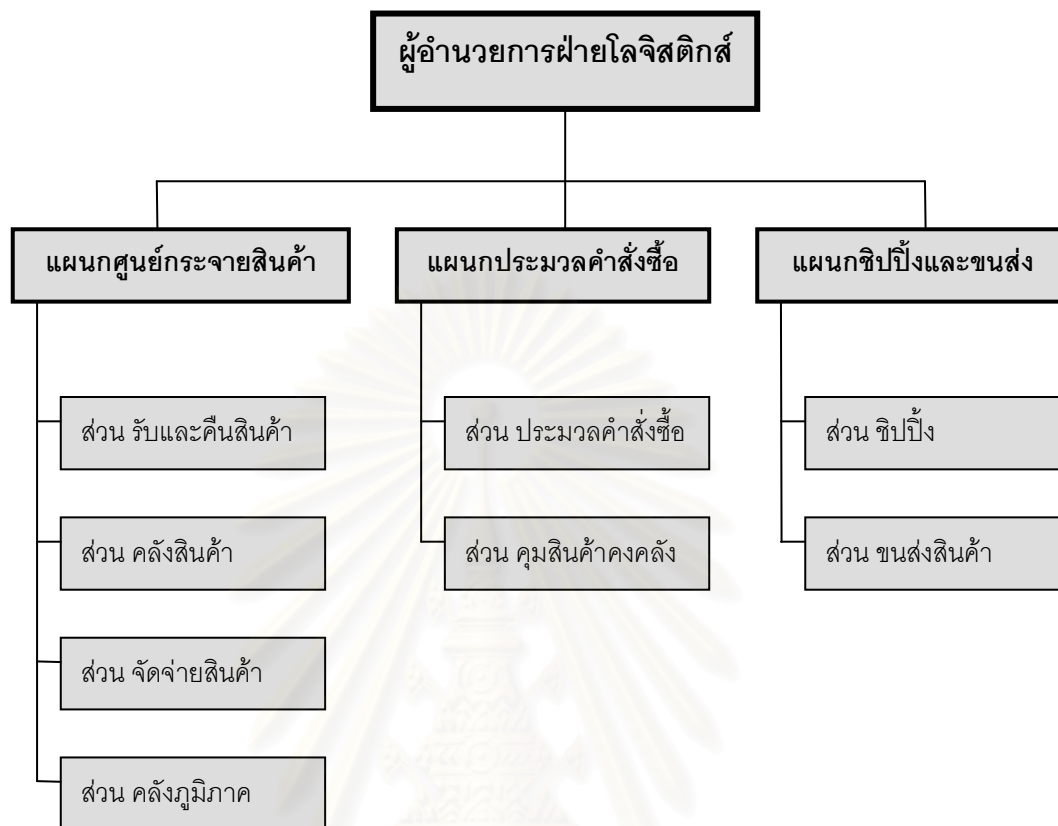 ผู้อำนวยการฝ่ายโลจิสติกส์
แผนกศูนย์กระจายสินค้า
ส่วน รับและคืนสินค้า
ส่วน คลังสินค้า
ส่วน จัดจ่ายสินค้า
ส่วน คลังภูมิภาค
แผนกประมวลคำสั่งซื้อ
ส่วน ประมวลคำสั่งซื้อ
ส่วน คุมสินค้าคงคลัง
แผนกชิปปิ้งและขนส่ง
ส่วน ชิปปิ้ง
ส่วน ขนส่งสินค้า